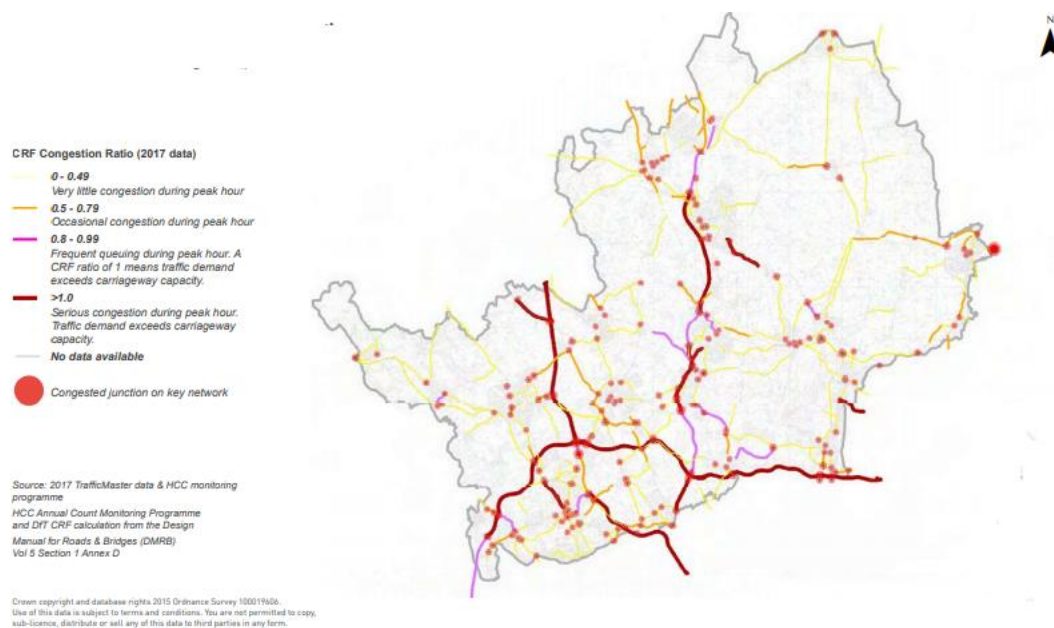 N
CRF Congestion Ratio (2017 data)
0 - 0.49
Very little congestion during peak hour
0.5 - 0.79
Occasional congestion during peak hour
0.8 - 0.99
Frequent queuing during peak hour. A
CRF ratio of 1 means traffic demand
exceeds carriageway capacity.
>1.0
Serious congestion during peak hour.
Traffic demand exceeds carriageway
capacity.
No data available
Congested junction on key network
Source: 2017 TrafficMaster data & HCC monitoring
programme
HCC Annual Count Monitoring Programme
and DfT CRF calculation from the Design
Manual for Roads & Bridges (DMRB)
Vol 5 Section 1 Annex D
Crown copyright and database rights 2015 Ordnance Survey 100019606.
Use of this data is subject to terms and conditions. You are not permitted to copy,
sub-licence, distribute or sell any of this data to third parties in any form.